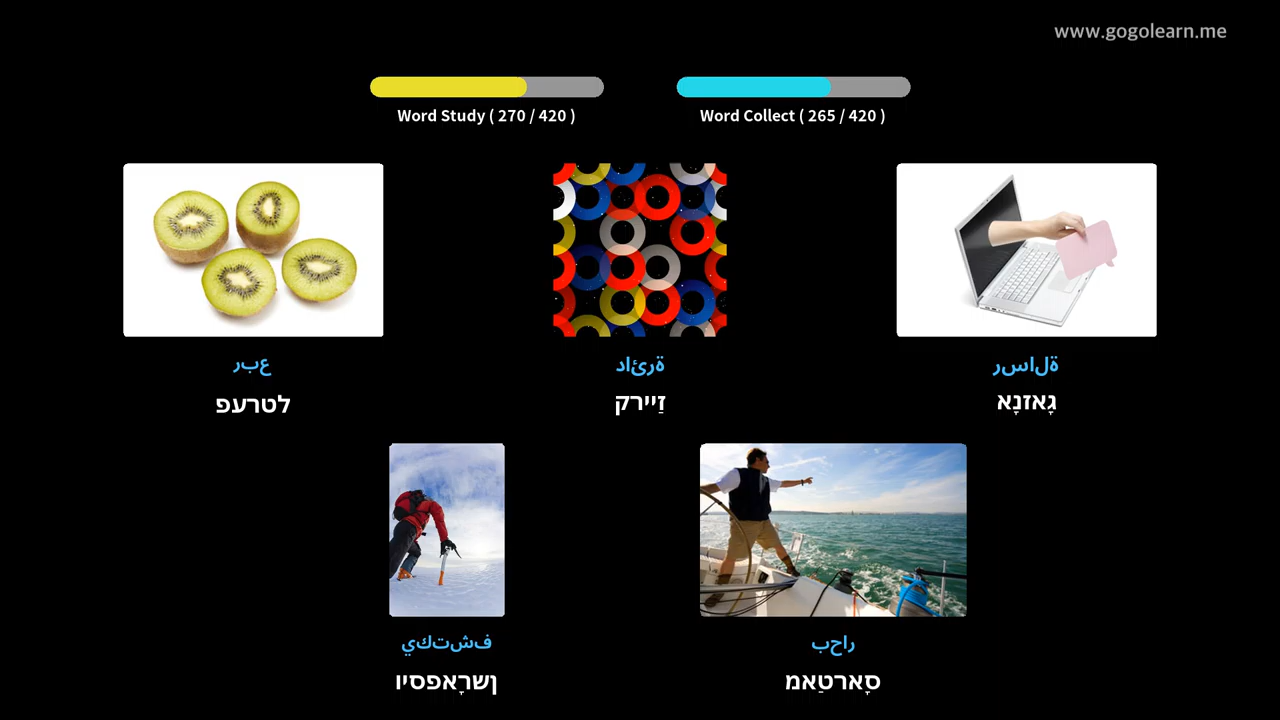 www.gogolearn.me
Word Study ( 270 / 420 )
Word Collect ( 265 / 420 )
عبر
ةرئاد
ةلاسر
לטרעפ
זַיירק
גָאזנָא
فشتكي
راحب
ןשרָאפסיו
סָארטַאמ